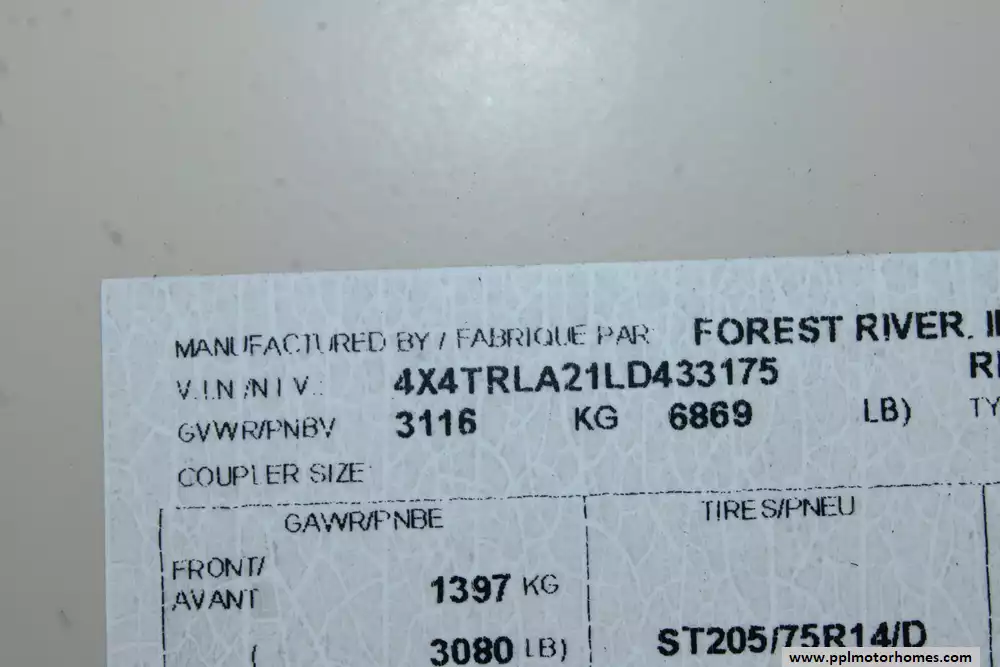 MANUFACTURED BY / FABRIQUE PAR FOREST RIVER, I
V.I.N./N.I.V.: 4X4TRLA21LD433175
GVWR/PNBV 3116 KG 6869 LB) TY
COUPLER SIZE
GAWR/PNBE TIRES/PNEU
FRONT/
AVANT 1397 KG
( 3080 LB) ST205/75R14/D
www.pplmotorhomes.com